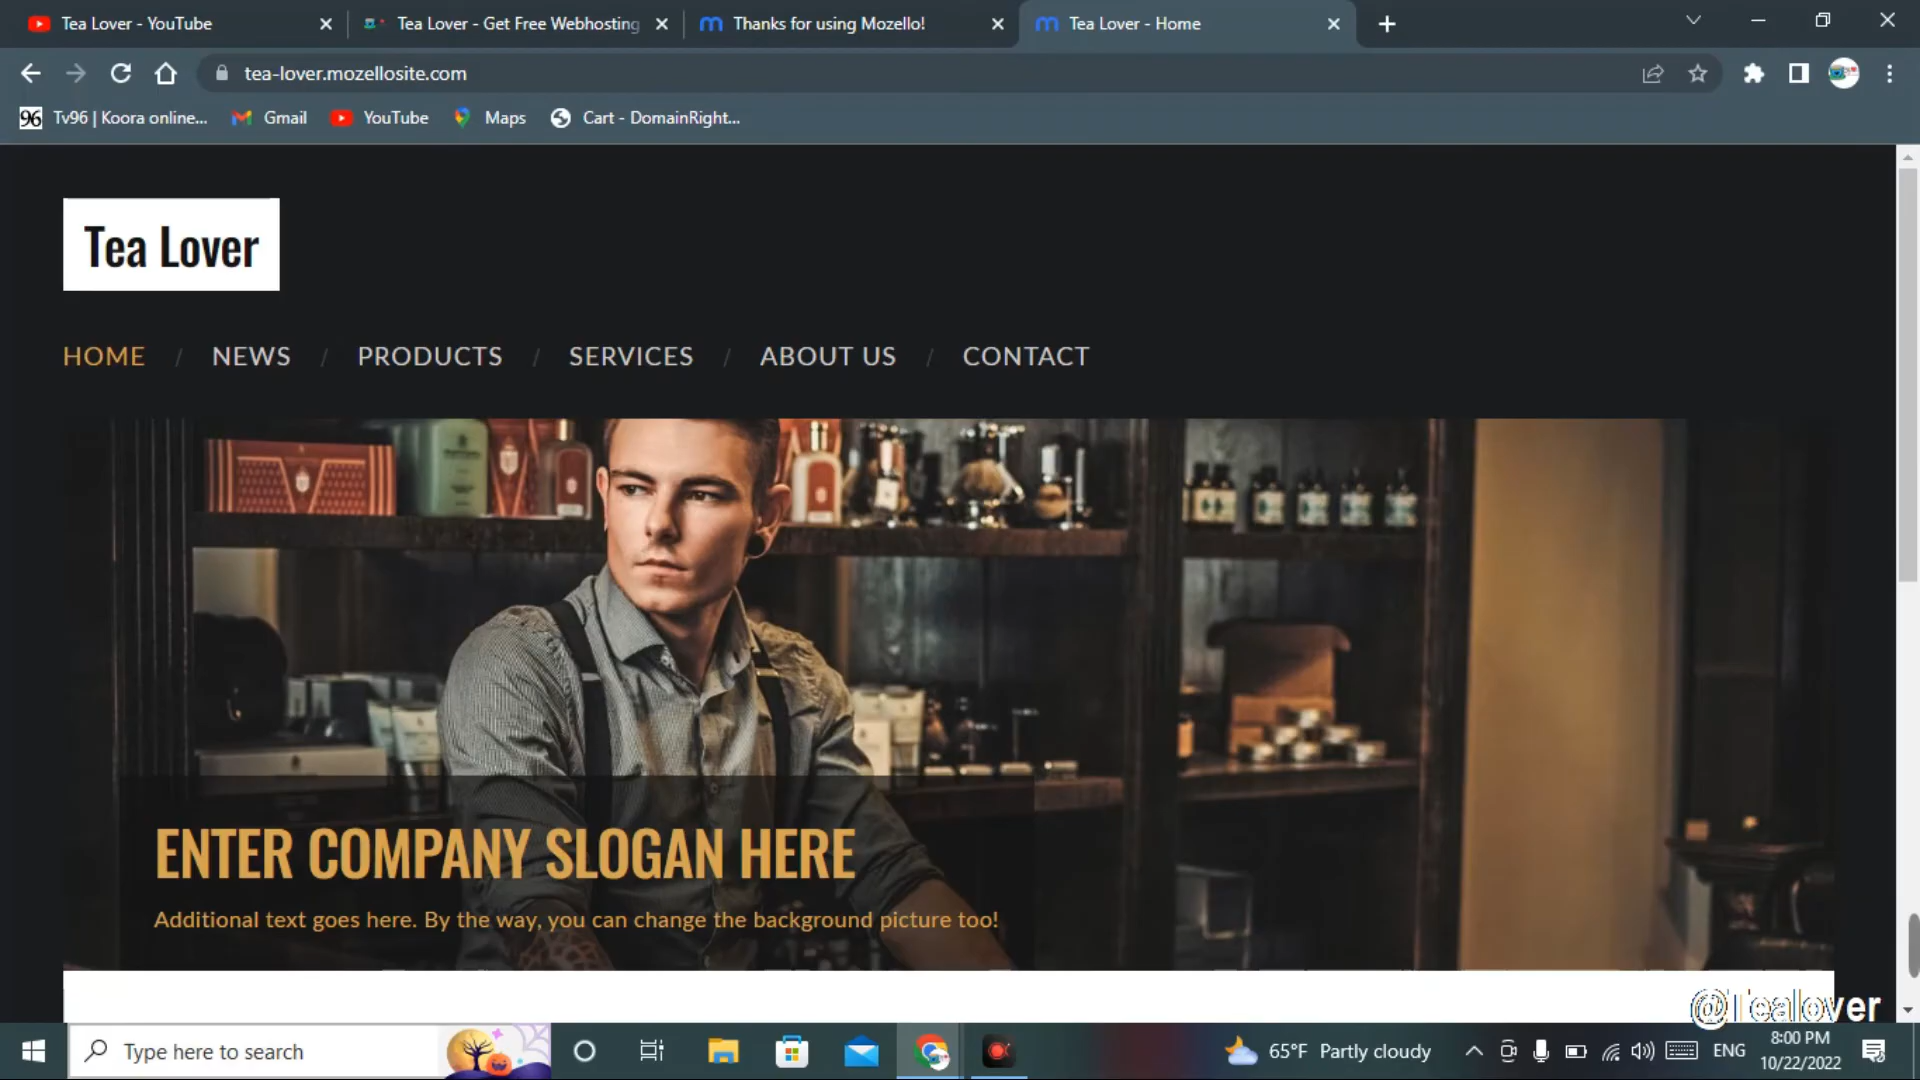 Tea Lover - YouTube
Tea Lover - Get Free Webhosting
Thanks for using Mozello!
Tea Lover - Home
tea-lover.mozellosite.com
96 Tv96 | Koora online...
Gmail
YouTube
Maps
Cart - DomainRight...
Tea Lover
HOME / NEWS / PRODUCTS / SERVICES / ABOUT US / CONTACT
ENTER COMPANY SLOGAN HERE
Additional text goes here. By the way, you can change the background picture too!
@Tealover
Type here to search
65°F Partly cloudy
ENG
8:00 PM
10/22/2022